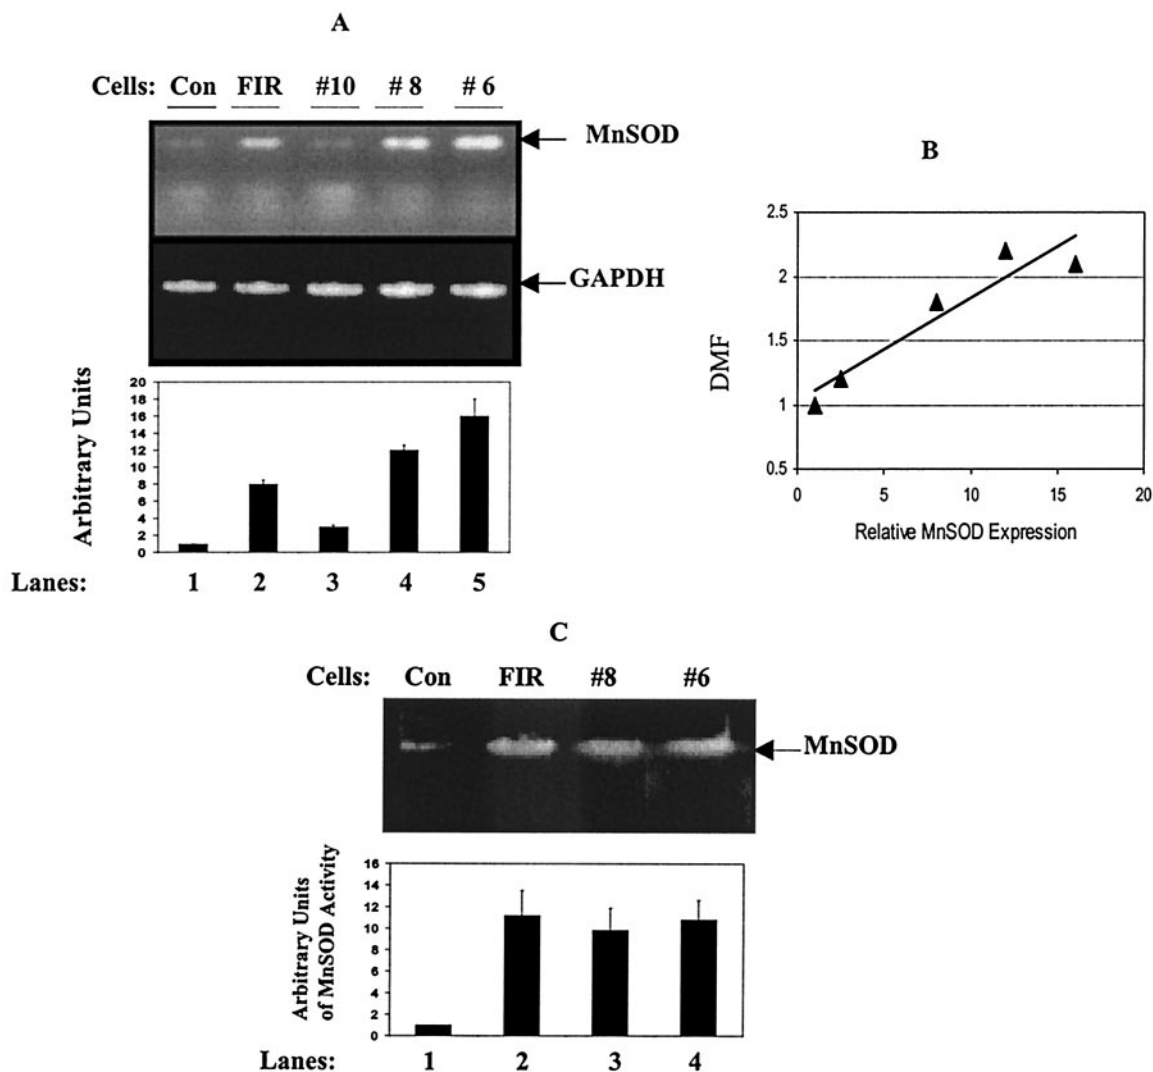 A
Cells: Con FIR #10 # 8 # 6
MnSOD
GAPDH
Arbitrary Units
20
18
16
14
12
10
8
6
4
2
0
Lanes: 1 2 3 4 5
B
DMF
2.5
2
1.5
1
0.5
0 5 10 15 20
Relative MnSOD Expression
C
Cells: Con FIR #8 #6
MnSOD
Arbitrary Units
of MnSOD Activity
16
14
12
10
8
6
4
2
0
Lanes: 1 2 3 4